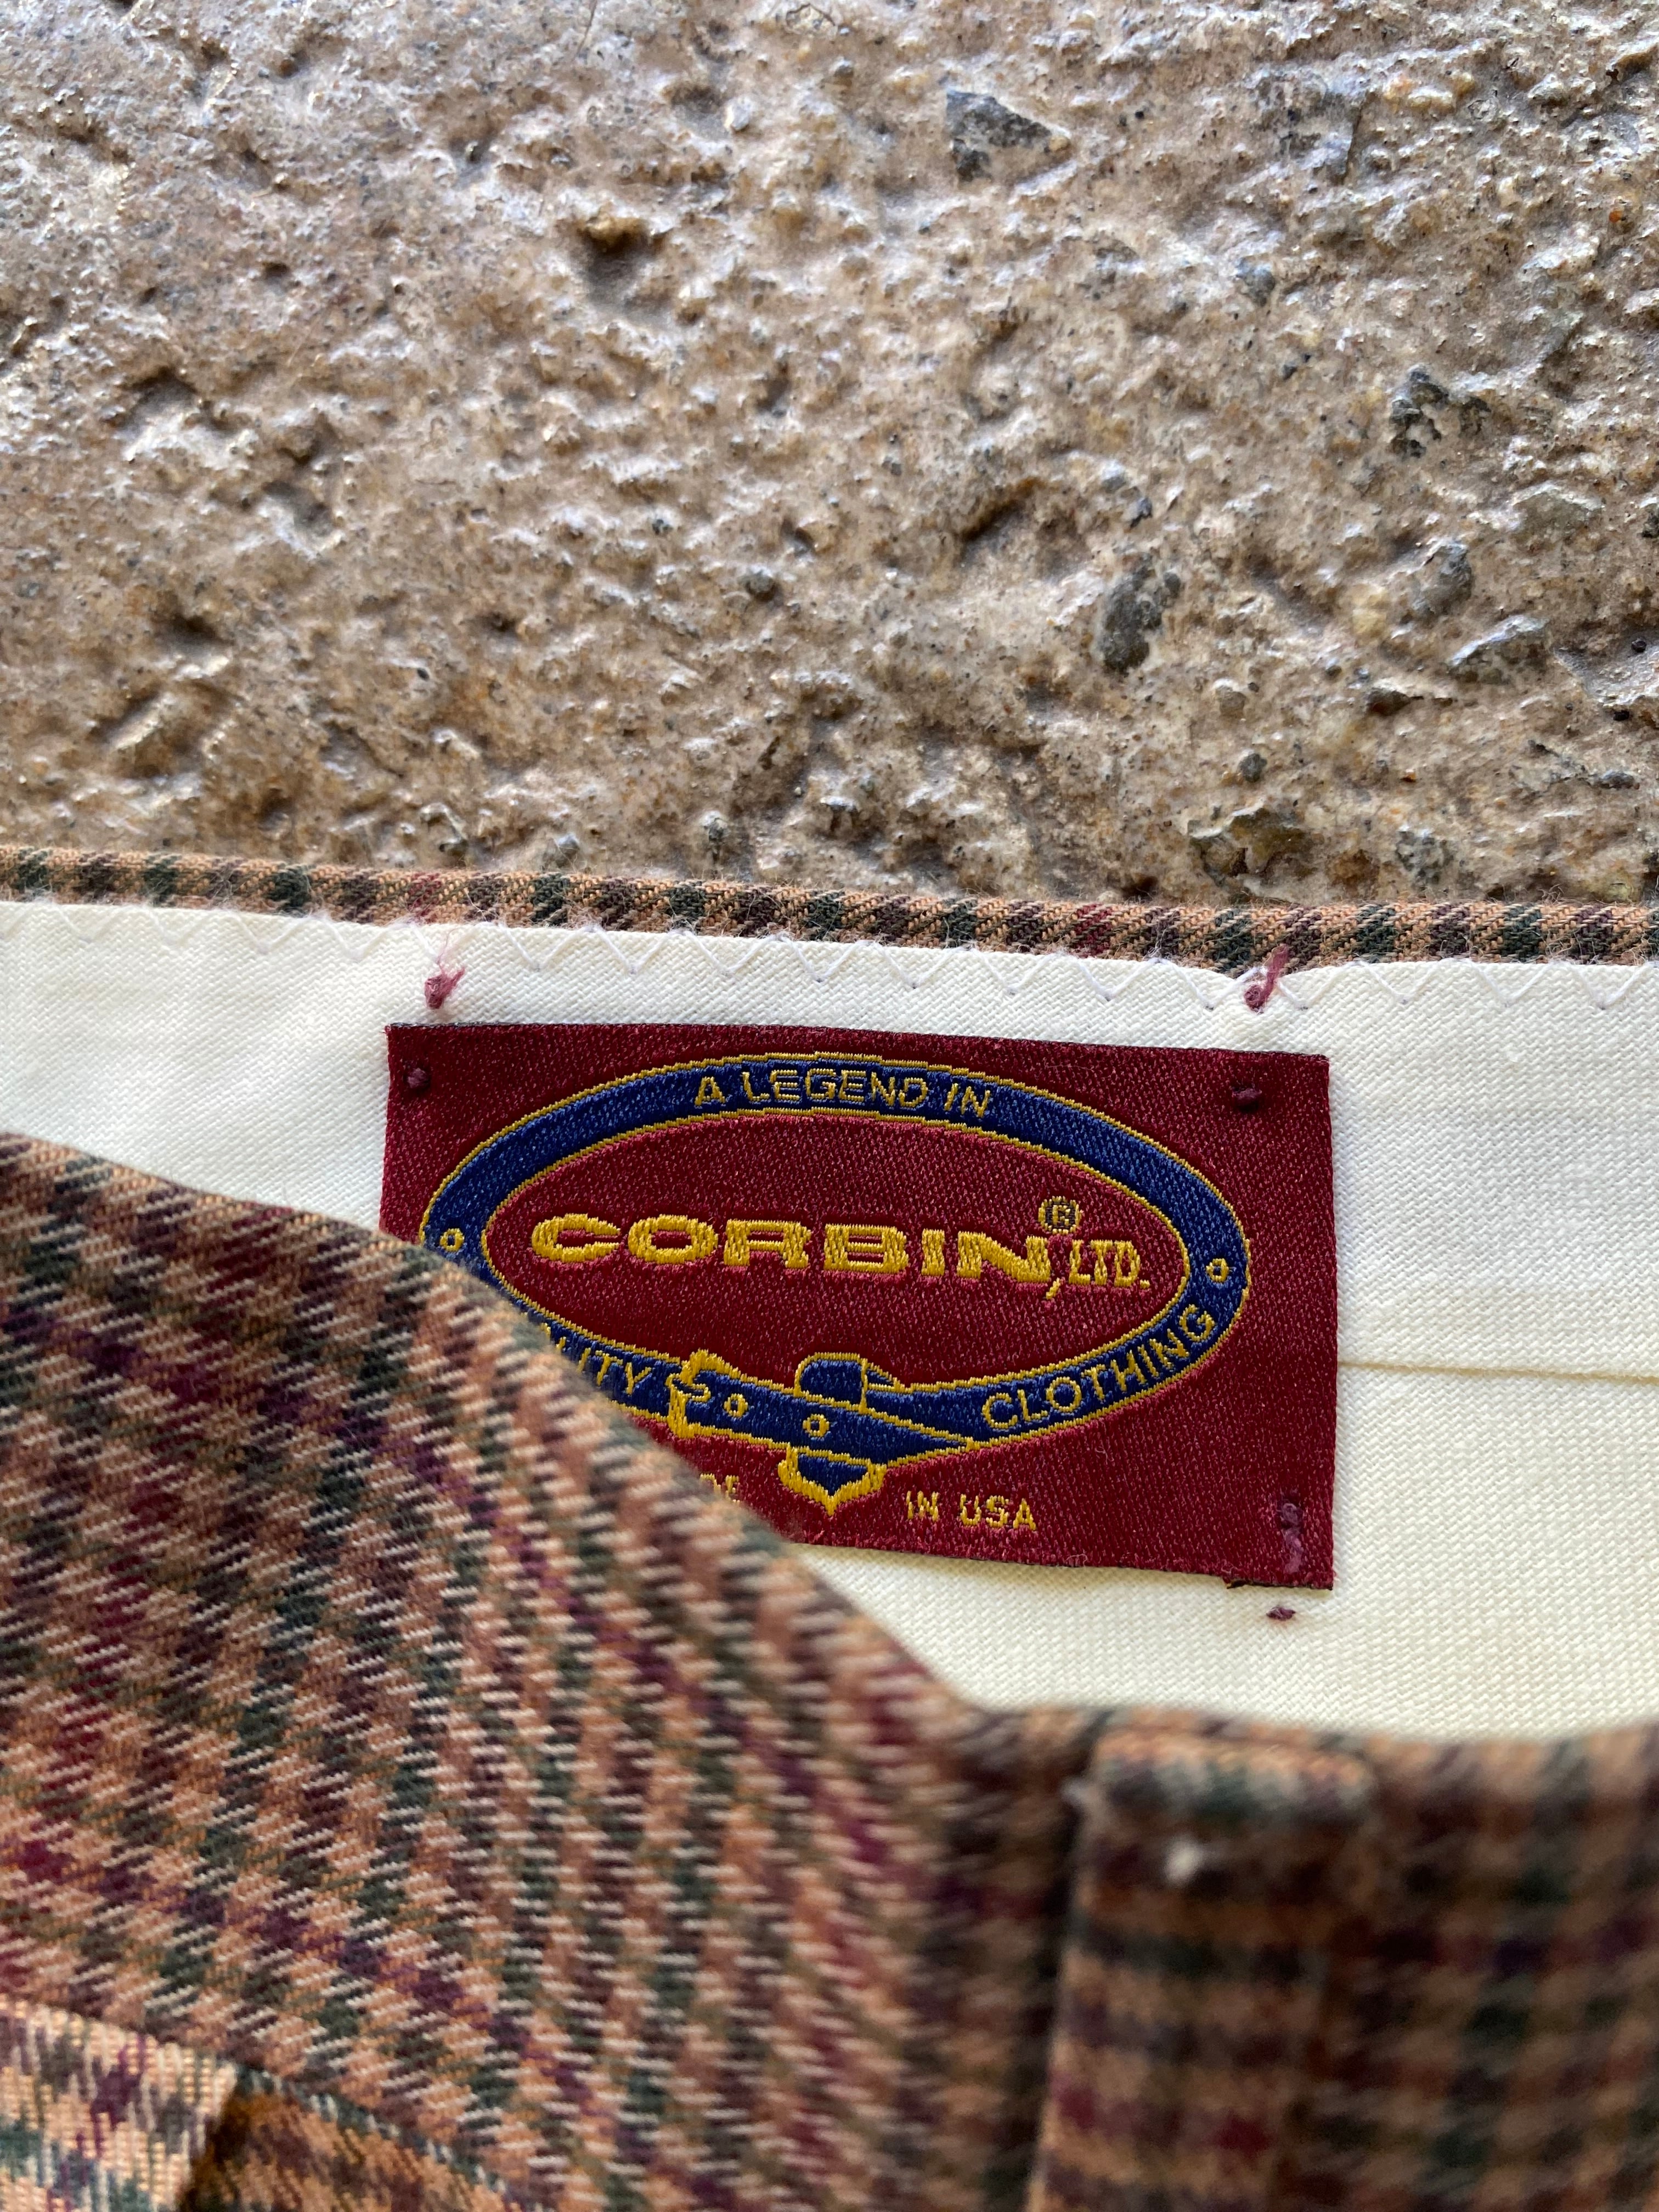 A LEGEND IN
CORBIN,® LTD.
CLOTHING
IN USA